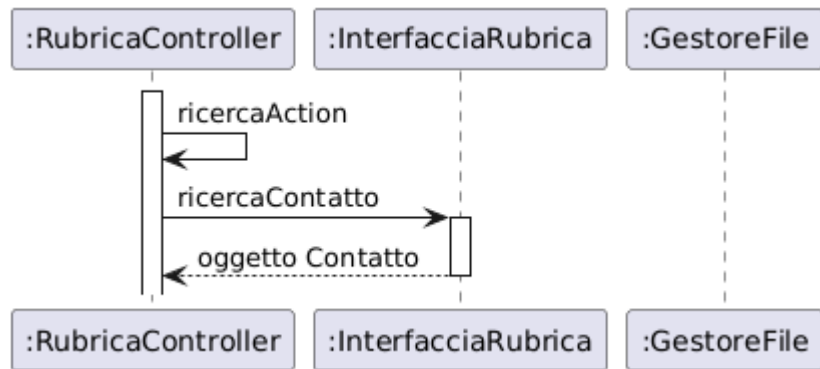 :RubricaController :InterfacciaRubrica :GestoreFile
ricercaAction
ricercaContatto
oggetto Contatto
:RubricaController :InterfacciaRubrica :GestoreFile